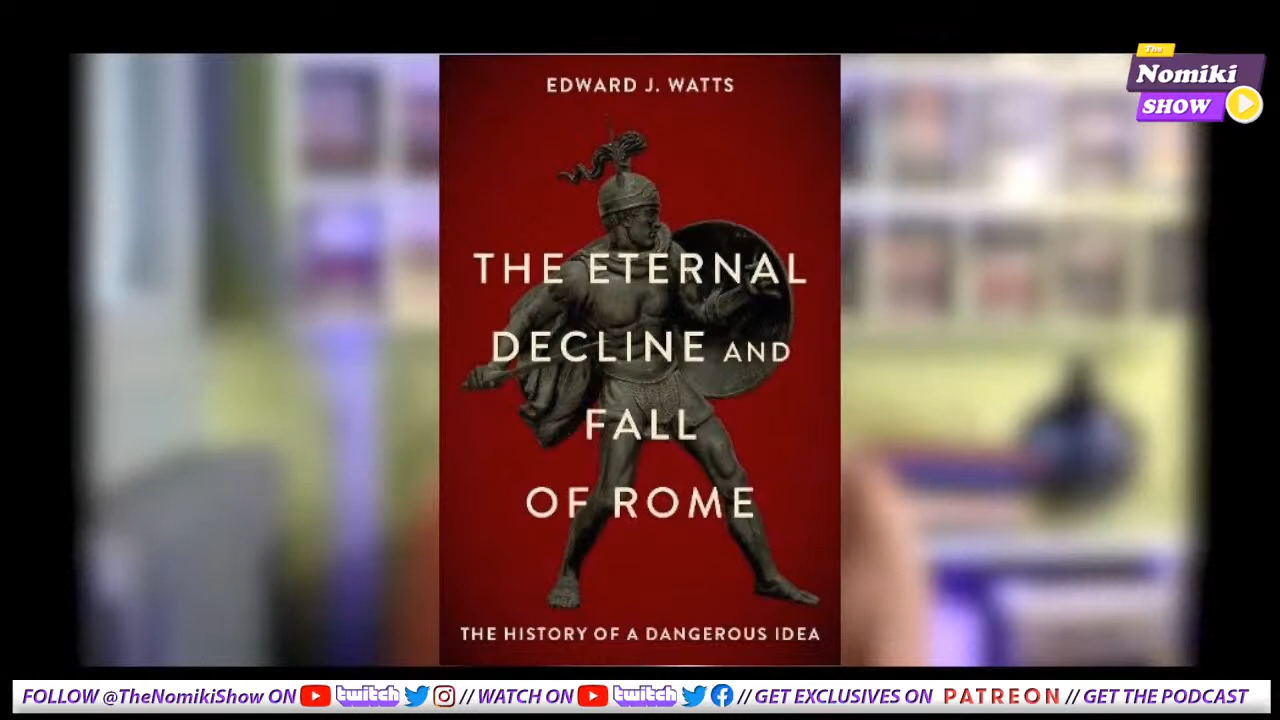 The
Nomiki
SHOW
EDWARD J. WATTS
THE ETERNAL
DECLINE AND
FALL
OF ROME
THE HISTORY OF A DANGEROUS IDEA
FOLLOW @TheNomikiShow ON twitch // WATCH ON twitch // GET EXCLUSIVES ON PATREON // GET THE PODCAST